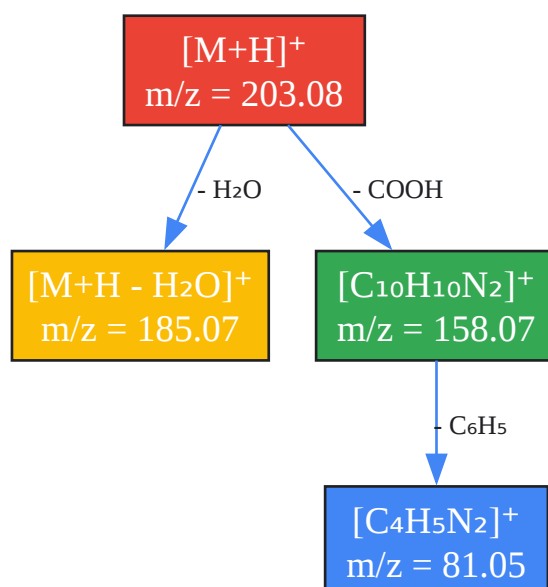 [M+H]⁺
m/z = 203.08
- H₂O
- COOH
[M+H - H₂O]⁺
m/z = 185.07
[C₁₀H₁₀N₂]⁺
m/z = 158.07
- C₆H₅
[C₄H₅N₂]⁺
m/z = 81.05